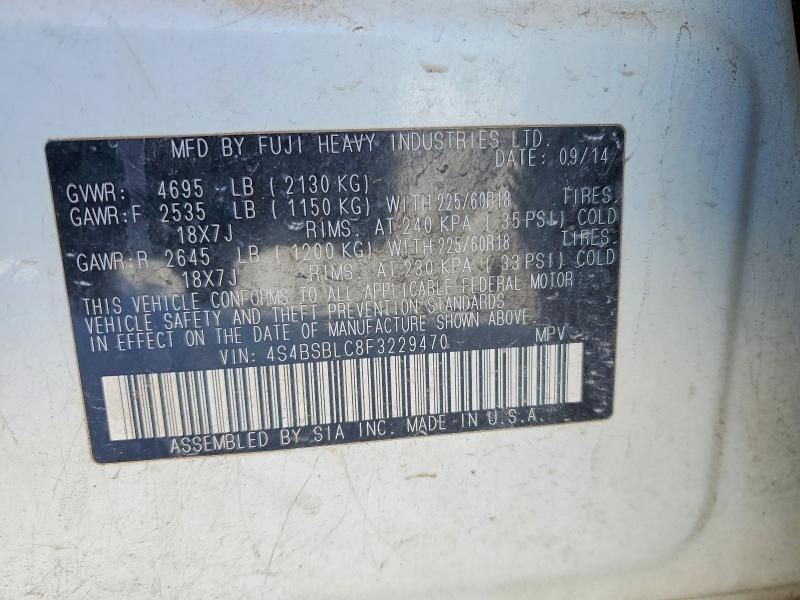 MFD BY FUJI HEAVY INDUSTRIES LTD.
DATE: 09/14
GVWR: 4695 LB ( 2130 KG)
GAWR:F 2535 LB ( 1150 KG) WITH 225/60R18 TIRES.
18X7J RIMS. AT 240 KPA ( 35 PSI) COLD
GAWR:R 2645 LB ( 1200 KG) WITH 225/60R18 TIRES.
18X7J RIMS. AT 230 KPA ( 33 PSI) COLD
THIS VEHICLE CONFORMS TO ALL APPLICABLE FEDERAL MOTOR
VEHICLE SAFETY AND THEFT PREVENTION STANDARDS
IN EFFECT ON THE DATE OF MANUFACTURE SHOWN ABOVE.
VIN: 4S4BSBLC8F3229470 MPV
ASSEMBLED BY SIA INC. MADE IN U.S.A.